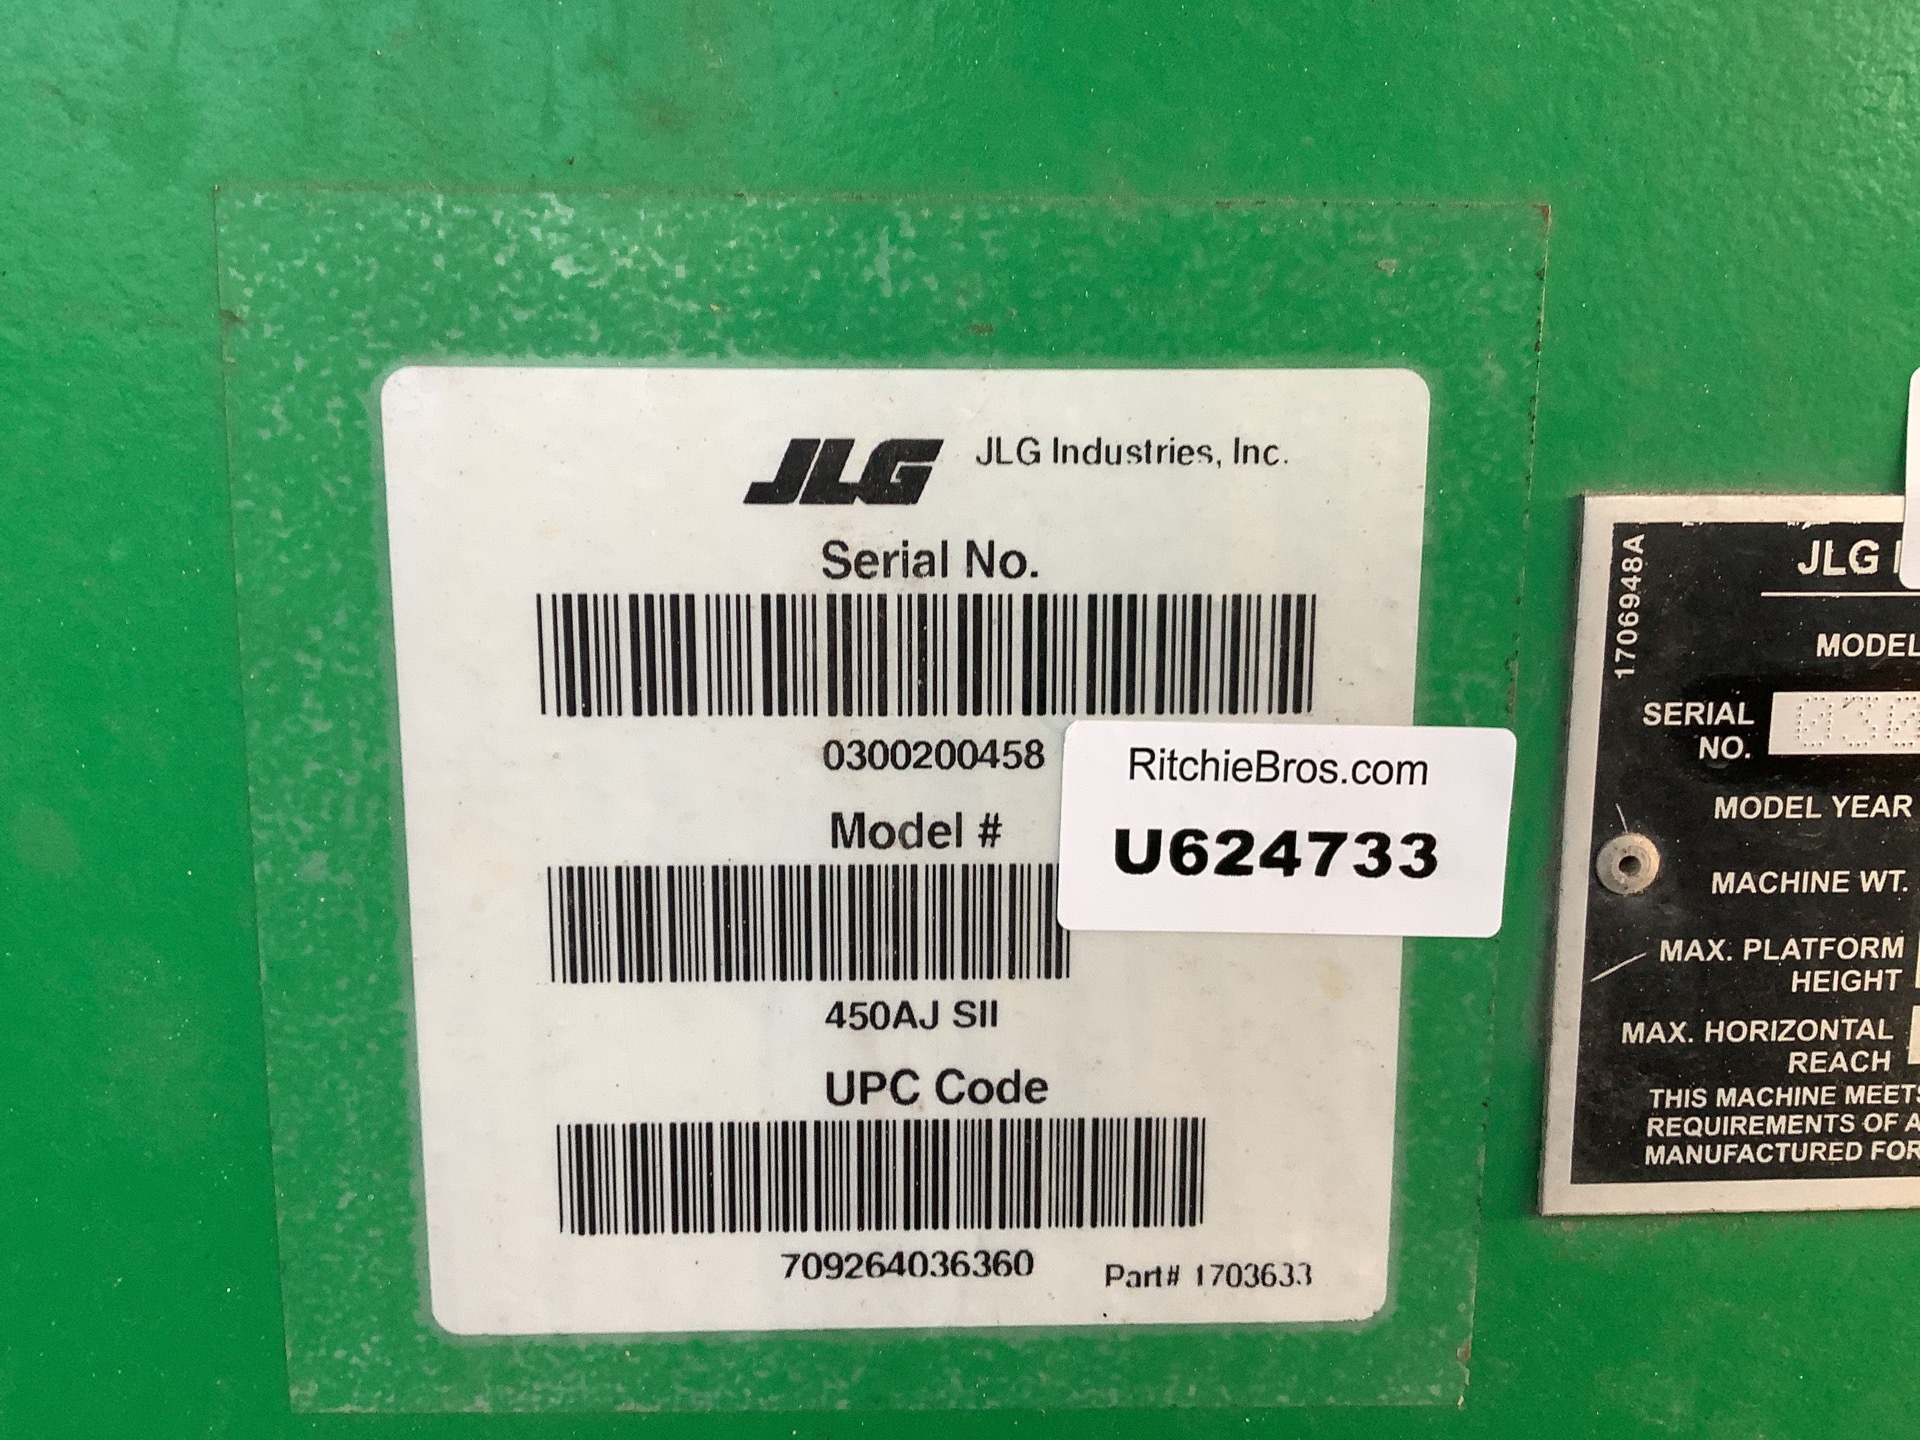 JLG JLG Industries, Inc.
Serial No.
0300200458
Model #
450AJ SII
UPC Code
709264036360
Part# 1703633
RitchieBros.com
U624733
1706948A
JLG
MODEL
SERIAL
NO.
MODEL YEAR
MACHINE WT.
MAX. PLATFORM
HEIGHT
MAX. HORIZONTAL
REACH
THIS MACHINE MEETS
REQUIREMENTS OF
MANUFACTURED FOR